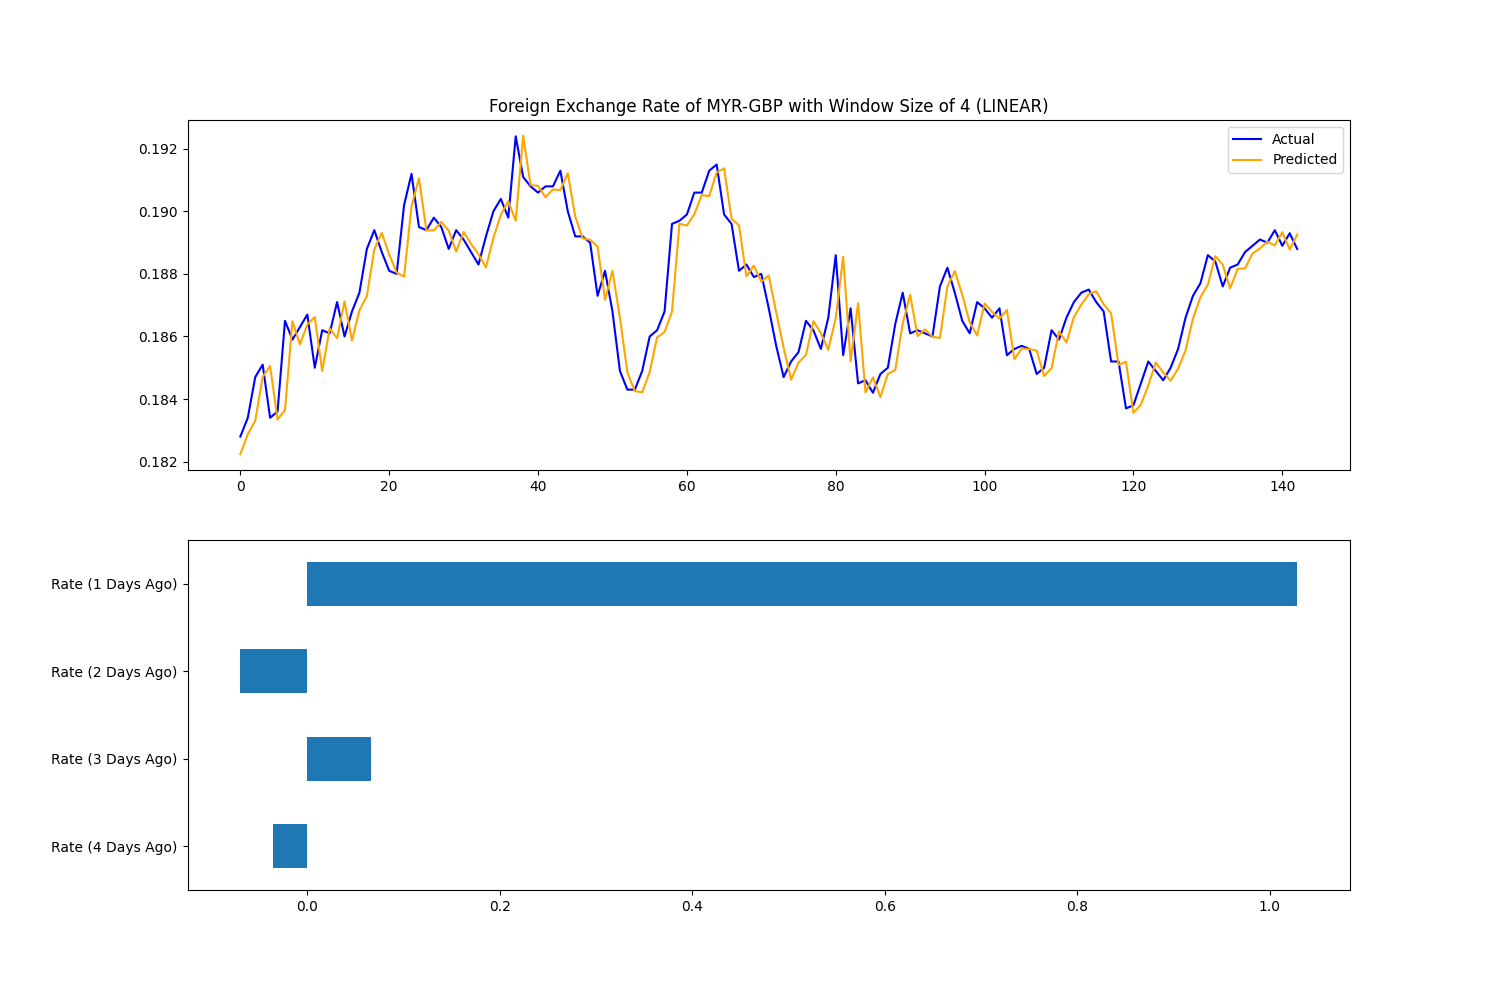 Foreign Exchange Rate of MYR-GBP with Window Size of 4 (LINEAR)
Actual
Predicted
0.192
0.190
0.188
0.186
0.184
0.182
0 20 40 60 80 100 120 140
Rate (1 Days Ago)
Rate (2 Days Ago)
Rate (3 Days Ago)
Rate (4 Days Ago)
0.0 0.2 0.4 0.6 0.8 1.0